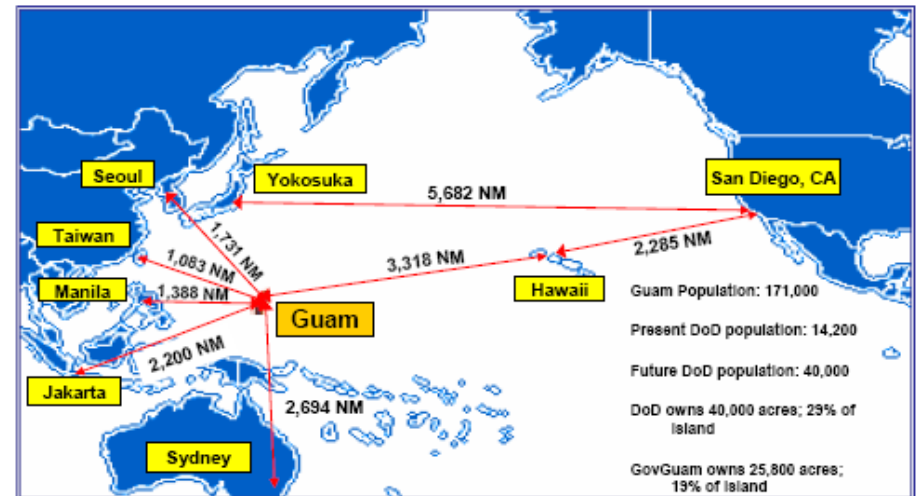 Seoul
Yokosuka
San Diego, CA
5,682 NM
Taiwan
1,731 NM
1,083 NM
2,285 NM
3,318 NM
Manila
1,388 NM
Hawaii
Guam
Guam Population: 171,000
Present DoD population: 14,200
2,200 NM
Future DoD population: 40,000
Jakarta
2,694 NM
DoD owns 40,000 acres; 29% of
Island
Sydney
GovGuam owns 25,800 acres;
19% of Island